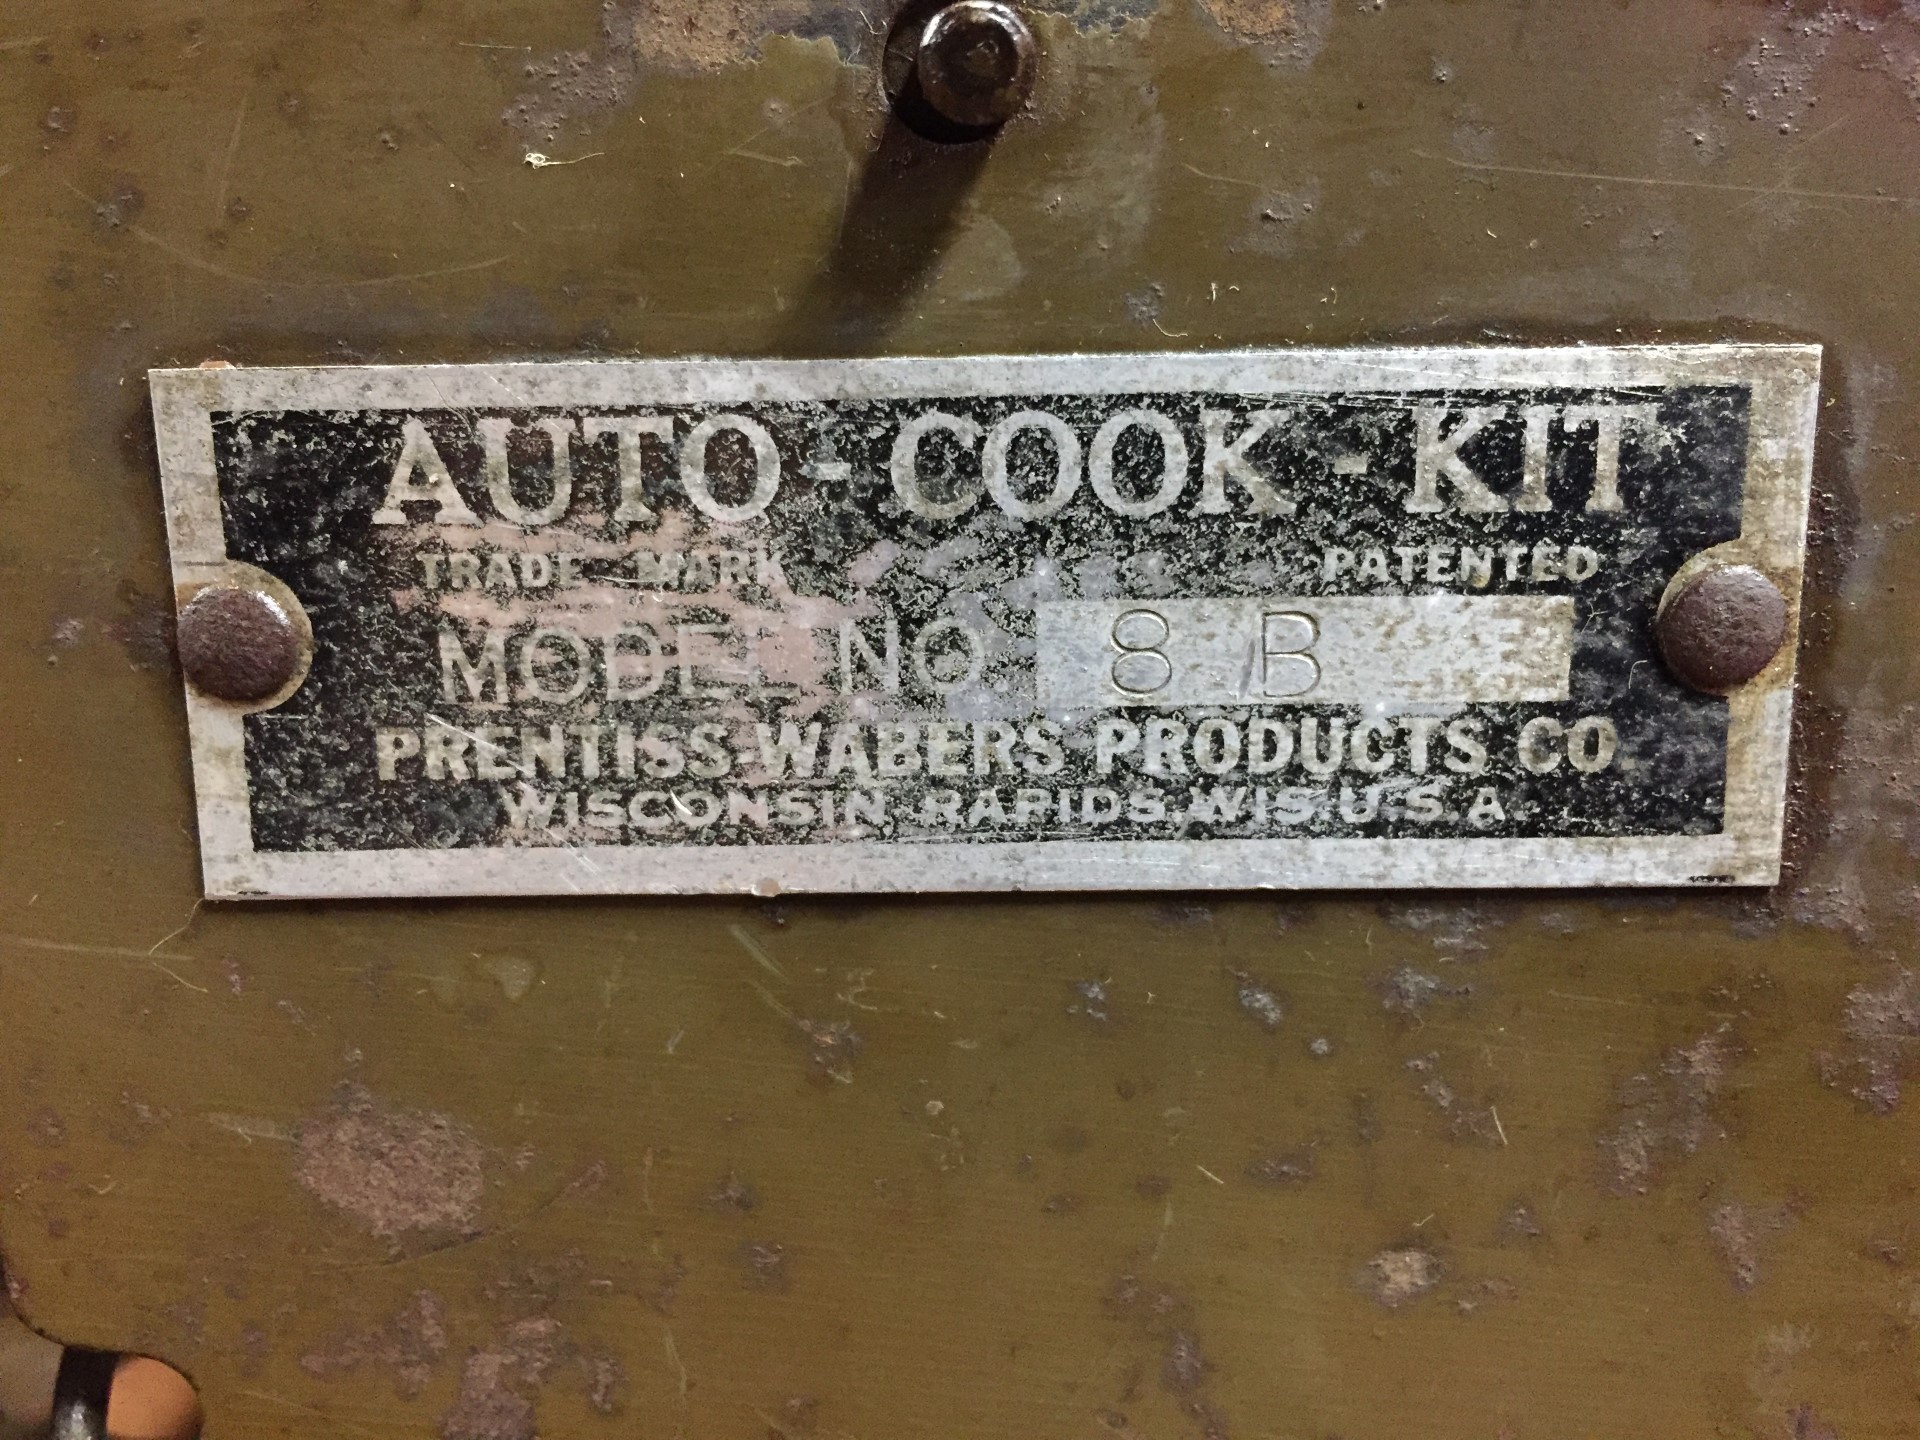 AUTO-COOK-KIT
TRADE MARK PATENTED
MODEL NO. 8 B
PRENTISS-WABERS PRODUCTS CO.
WISCONSIN RAPIDS. WIS. U.S.A.